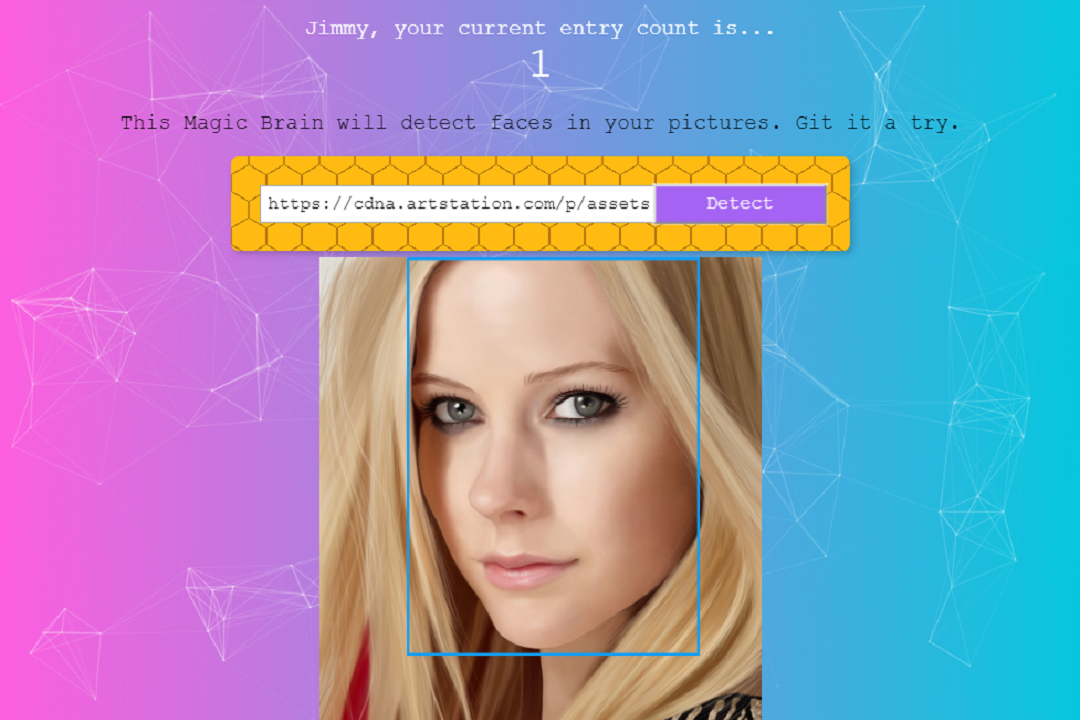 Jimmy, your current entry count is...
1
This Magic Brain will detect faces in your pictures. Git it a try.
https://cdna.artstation.com/p/assets
Detect